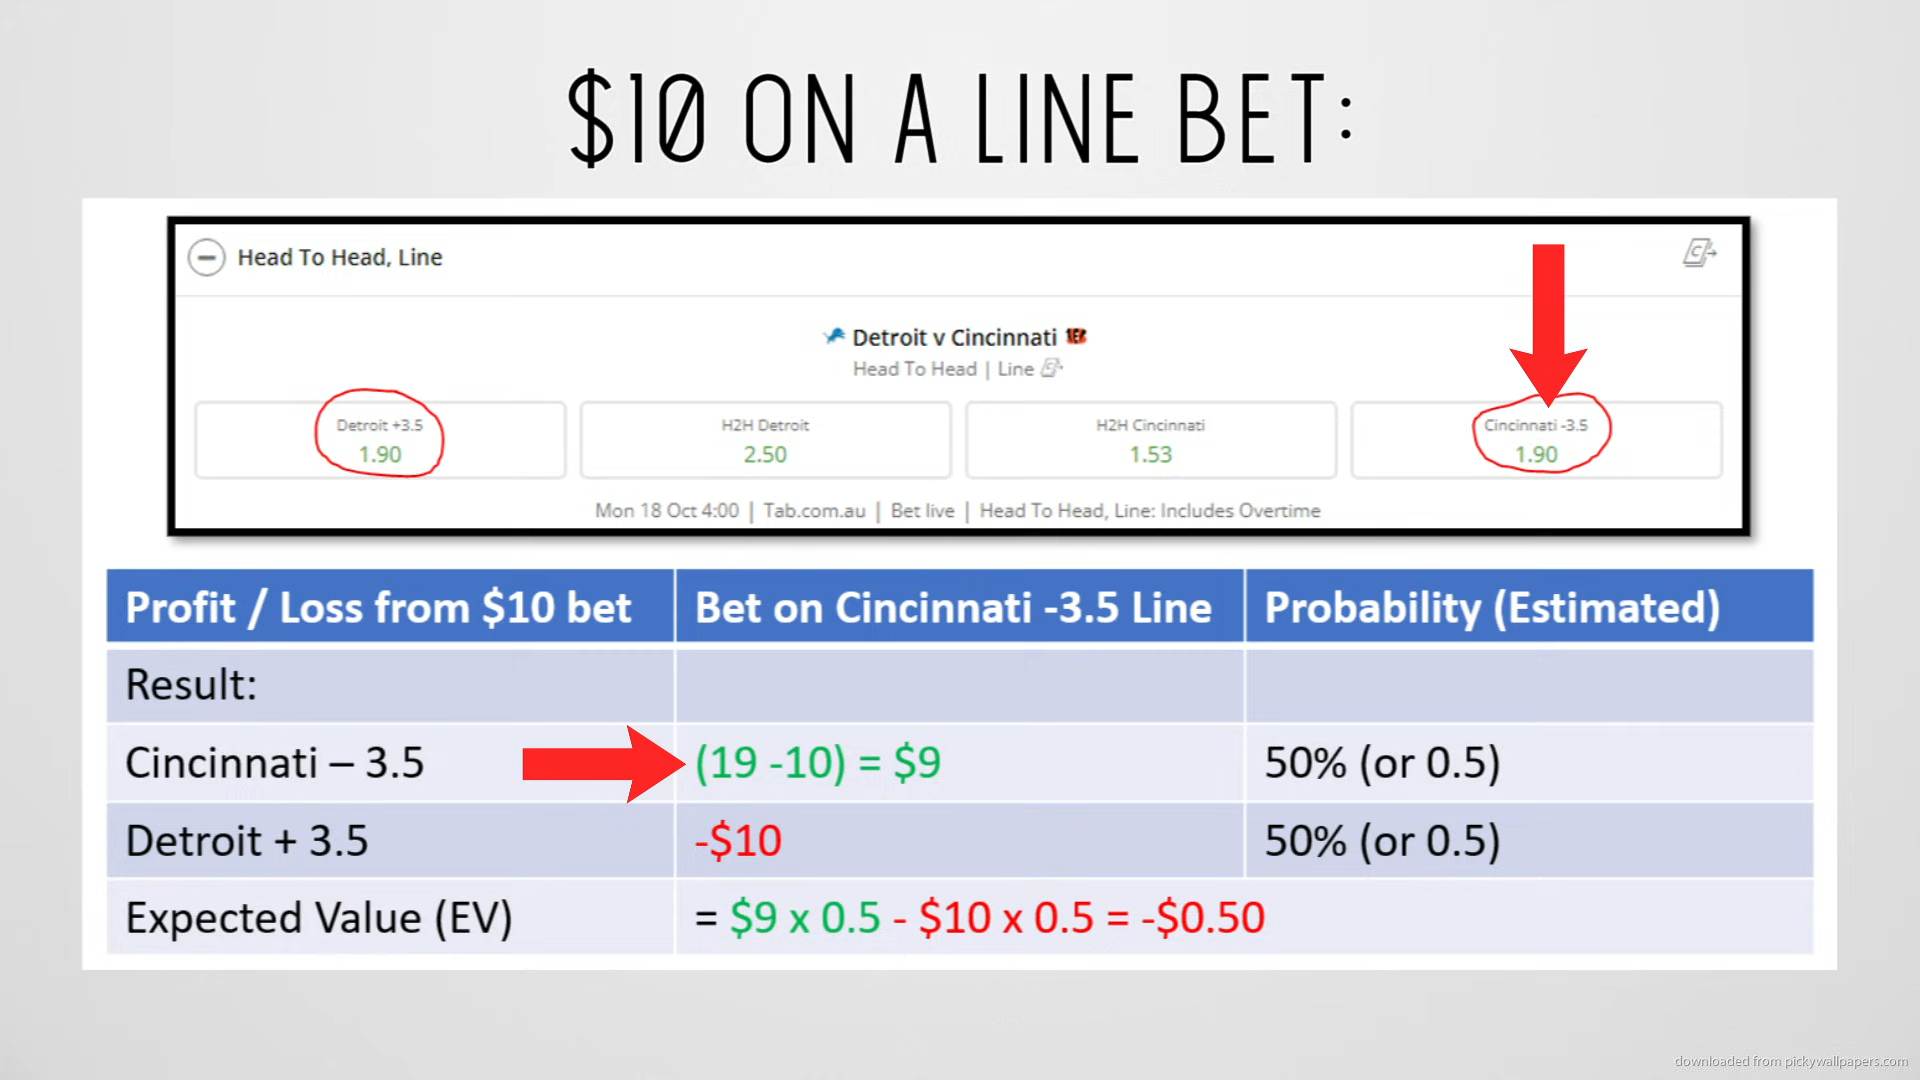 $10 ON A LINE BET:
Head To Head, Line
Detroit v Cincinnati
Head To Head | Line
Detroit +3.5
1.90
H2H Detroit
2.50
H2H Cincinnati
1.53
Cincinnati -3.5
1.90
Mon 18 Oct 4:00 | Tab.com.au | Bet live | Head To Head, Line: Includes Overtime
Profit / Loss from $10 bet
Bet on Cincinnati -3.5 Line
Probability (Estimated)
Result:
Cincinnati – 3.5
(19 -10) = $9
50% (or 0.5)
Detroit + 3.5
-$10
50% (or 0.5)
Expected Value (EV)
= $9 x 0.5 - $10 x 0.5 = -$0.50
downloaded from pickywallpapers.com